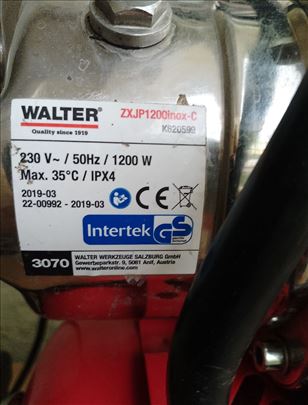 WALTER®
Quality since 1919
ZXJP1200Inox-C
K620599
230 V~ / 50Hz / 1200 W
Max. 35°C / IPX4
2019-03
22-00992 - 2019-03
CE
Intertek GS
3070
WALTER WERKZEUGE SALZBURG GmbH
Gewerbeparkstr. 9, 5081 Anif, Austria
www.walteronline.com